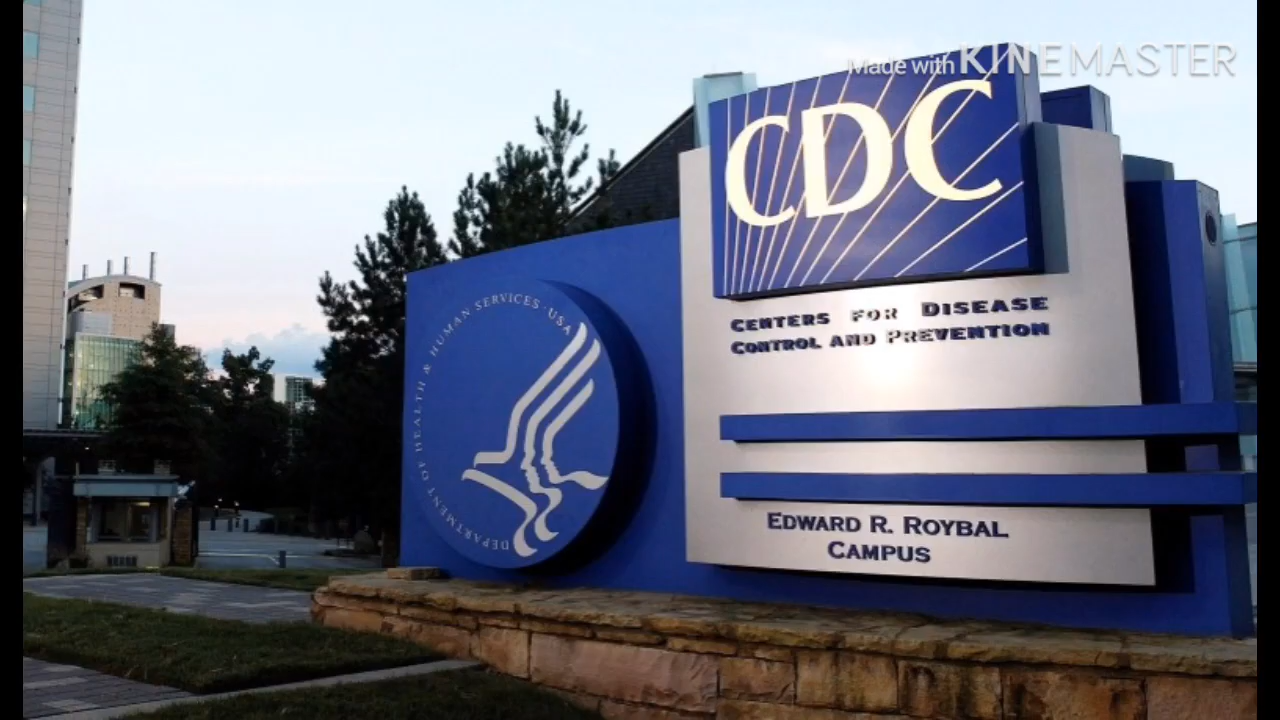 Made with KINEMASTER
CDC
CENTERS FOR DISEASE
CONTROL AND PREVENTION
DEPARTMENT OF HEALTH & HUMAN SERVICES · USA
EDWARD R. ROYBAL
CAMPUS